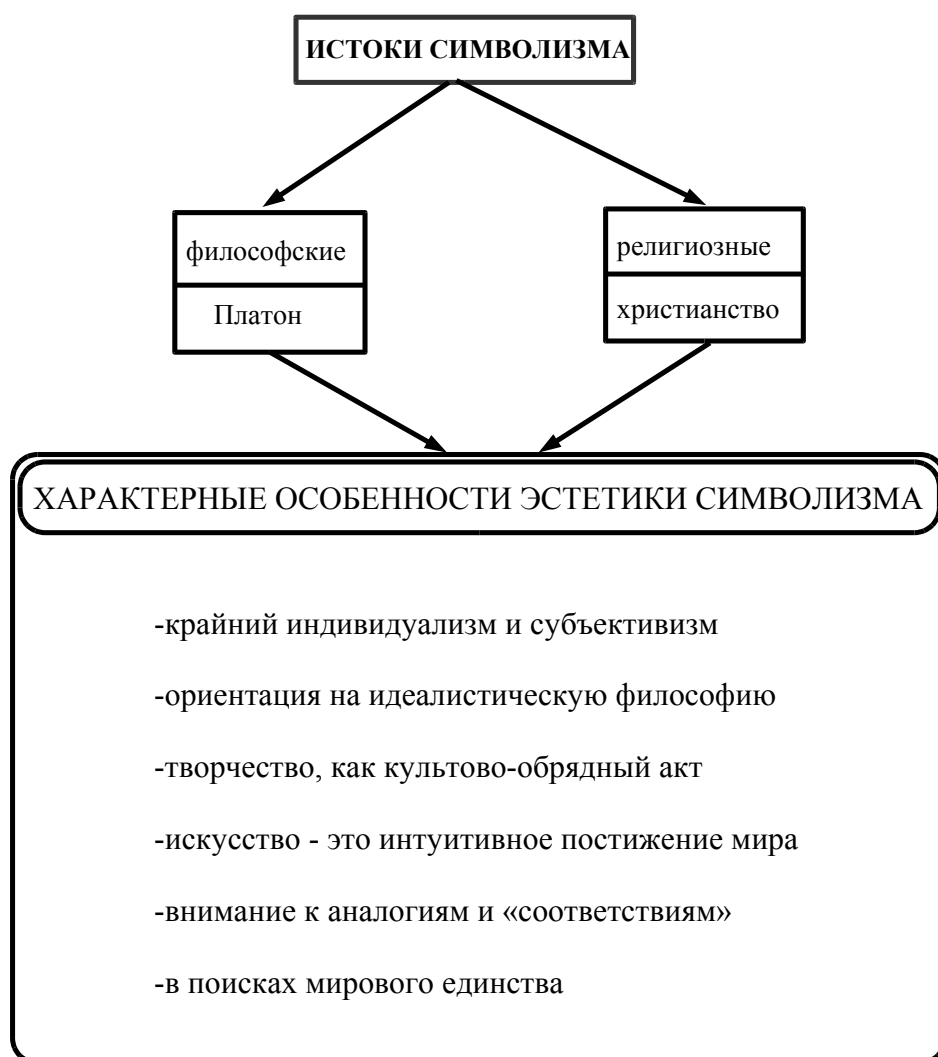 ИСТОКИ СИМВОЛИЗМА
философские
Платон
религиозные
христианство
ХАРАКТЕРНЫЕ ОСОБЕННОСТИ ЭСТЕТИКИ СИМВОЛИЗМА
-крайний индивидуализм и субъективизм
-ориентация на идеалистическую философию
-творчество, как культово-обрядный акт
-искусство - это интуитивное постижение мира
-внимание к аналогиям и «соответствиям»
-в поисках мирового единства